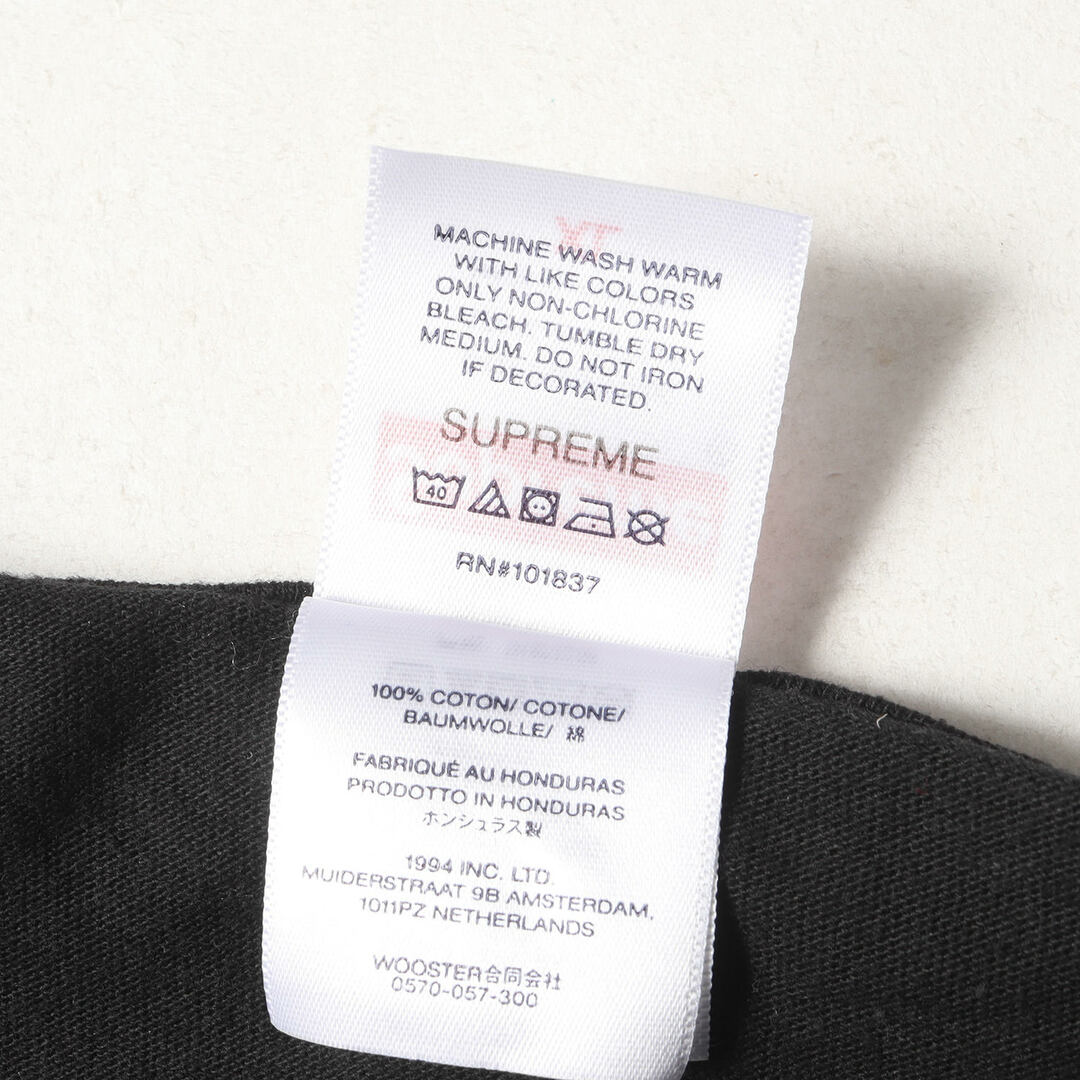 MACHINE WASH WARM
WITH LIKE COLORS
ONLY NON-CHLORINE
BLEACH. TUMBLE DRY
MEDIUM. DO NOT IRON
IF DECORATED.
SUPREME
40
RN#101837
100% COTON/ COTONE/
BAUMWOLLE/ 綿
FABRIQUÉ AU HONDURAS
PRODOTTO IN HONDURAS
ホンジュラス製
1994 INC. LTD.
MUIDERSTRAAT 9B AMSTERDAM,
1011PZ NETHERLANDS
WOOSTER合同会社
0570-057-300